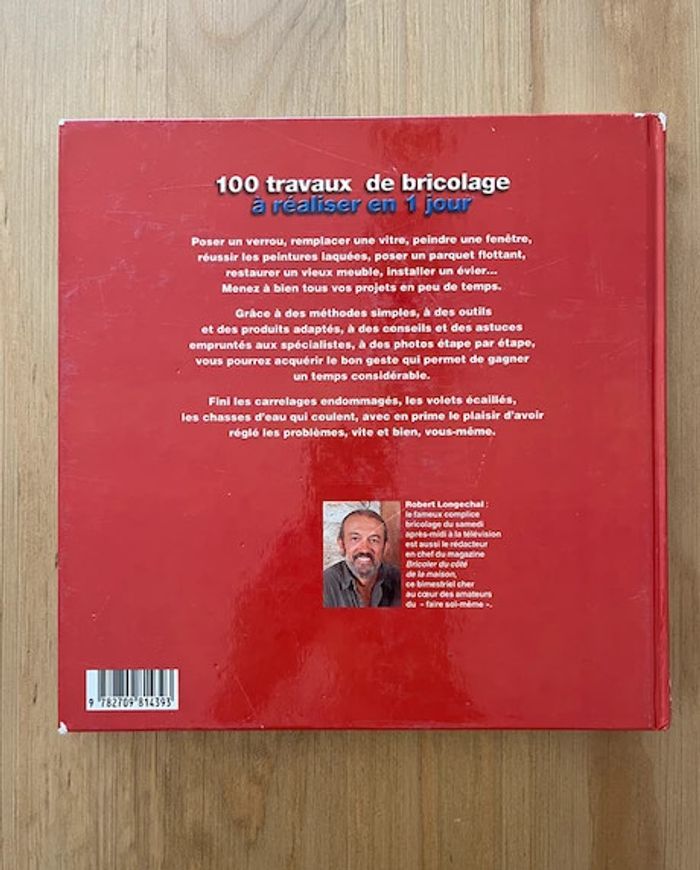 100 travaux de bricolage
à réaliser en 1 jour
Poser un verrou, remplacer une vitre, peindre une fenêtre,
réussir les peintures laquées, poser un parquet flottant,
restaurer un vieux meuble, installer un évier...
Menez à bien tous vos projets en peu de temps.
Grâce à des méthodes simples, à des outils
et des produits adaptés, à des conseils et des astuces
empruntés aux spécialistes, à des photos étape par étape,
vous pourrez acquérir le bon geste qui permet de gagner
un temps considérable.
Fini les carrelages endommagés, les volets écaillés,
les chasses d'eau qui coulent, avec en prime le plaisir d'avoir
réglé les problèmes, vite et bien, vous-même.
Robert Longechal :
le fameux complice
bricolage du samedi
après-midi à la télévision
est aussi le rédacteur
en chef du magazine
Bricoler du côté
de la maison,
ce bimestriel cher
au cœur des amateurs
du « faire soi-même ».
9 782709 814393